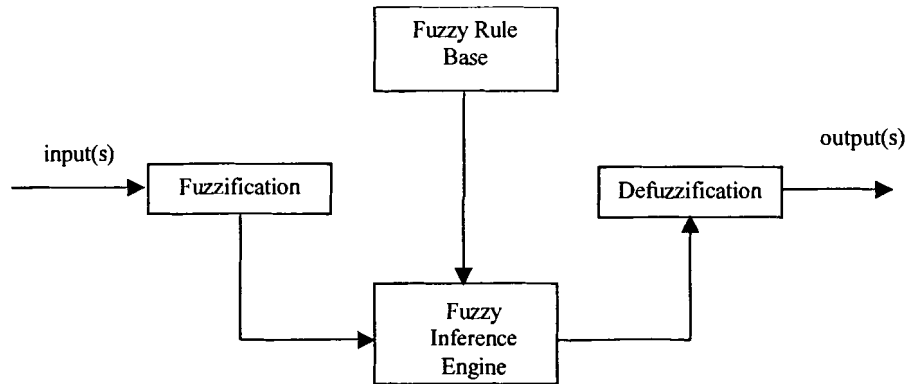 Fuzzy Rule
Base
input(s)
output(s)
Fuzzification
Defuzzification
Fuzzy
Inference
Engine